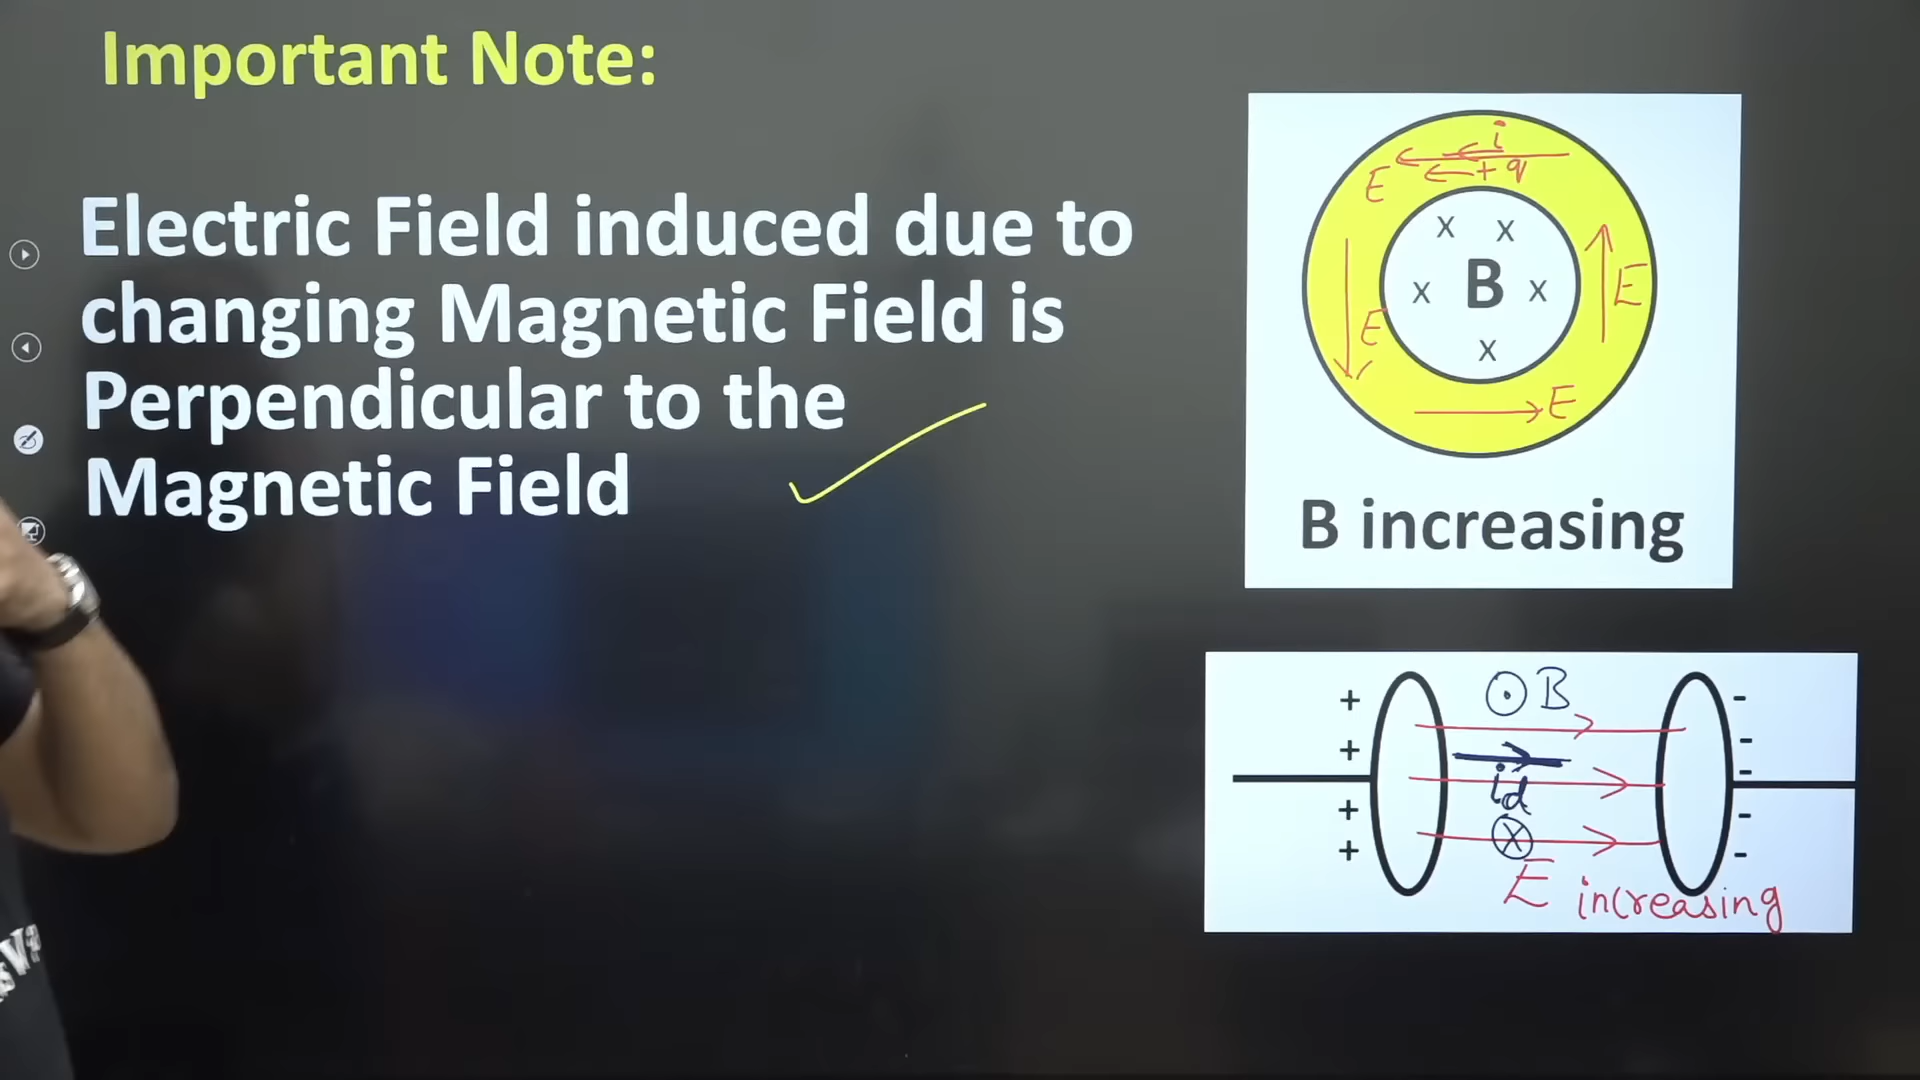 Important Note:
Electric Field induced due to
changing Magnetic Field is
Perpendicular to the
Magnetic Field
i
E + q
x x
x B x
E
E
x
E
B increasing
B
+ -
+ -
-
id
+ -
+ -
E increasing